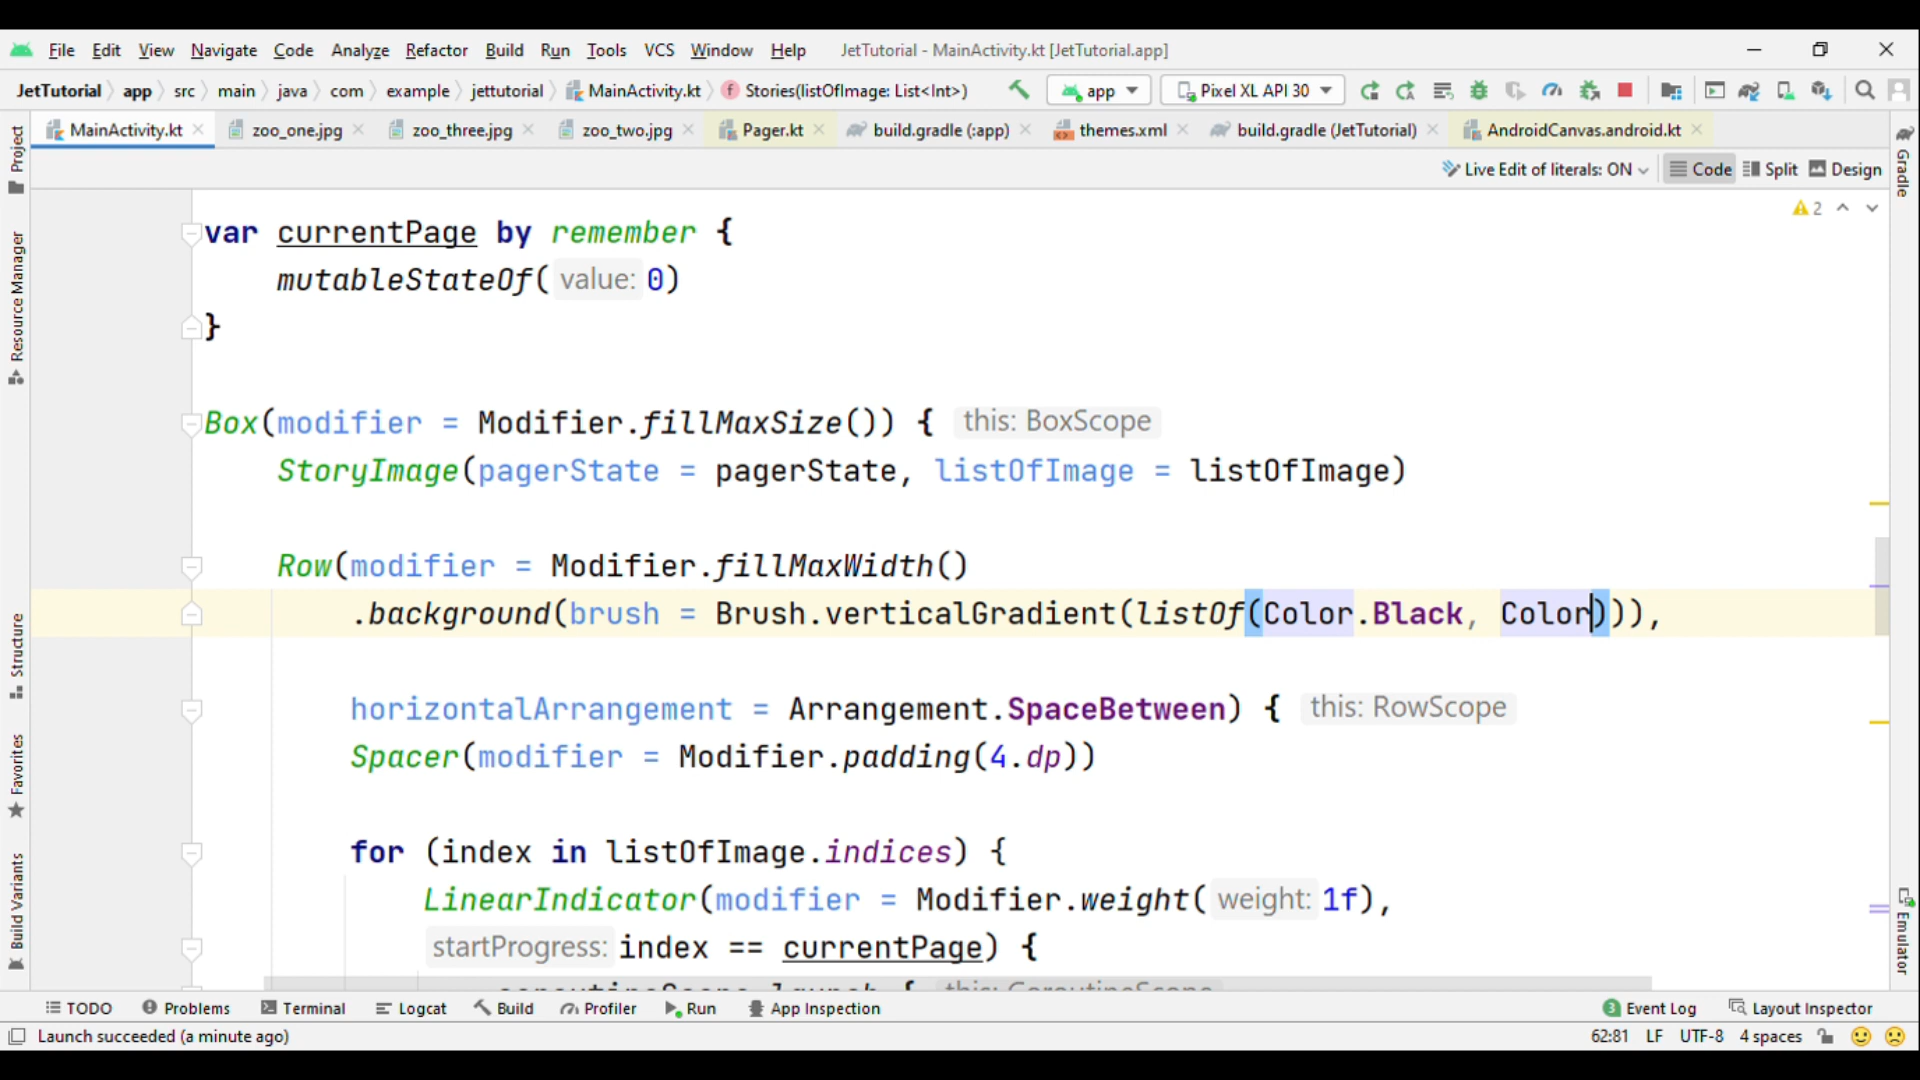 File Edit View Navigate Code Analyze Refactor Build Run Tools VCS Window Help JetTutorial - MainActivity.kt [JetTutorial.app]
JetTutorial app src main java com example jettutorial MainActivity.kt Stories(listOfImage: List<Int>) app Pixel XL API 30
MainActivity.kt zoo_one.jpg zoo_three.jpg zoo_two.jpg Pager.kt build.gradle (:app) themes.xml build.gradle (JetTutorial) AndroidCanvas.android.kt
Live Edit of literals: ON Code Split Design
2
Project
Resource Manager
Structure
Favorites
Build Variants
Gradle
Emulator
var currentPage by remember {
mutableStateOf( value: 0)
}
Box(modifier = Modifier.fillMaxSize()) { this: BoxScope
StoryImage(pagerState = pagerState, listOfImage = listOfImage)
Row(modifier = Modifier.fillMaxWidth()
.background(brush = Brush.verticalGradient(listOf(Color.Black, Color))),
horizontalArrangement = Arrangement.SpaceBetween) { this: RowScope
Spacer(modifier = Modifier.padding(4.dp))
for (index in listOfImage.indices) {
LinearIndicator(modifier = Modifier.weight( weight: 1f),
startProgress: index == currentPage) {
coroutineScope.launch { this: CoroutineScope
TODO Problems Terminal Logcat Build Profiler Run App Inspection 3 Event Log Layout Inspector
Launch succeeded (a minute ago) 62:81 LF UTF-8 4 spaces